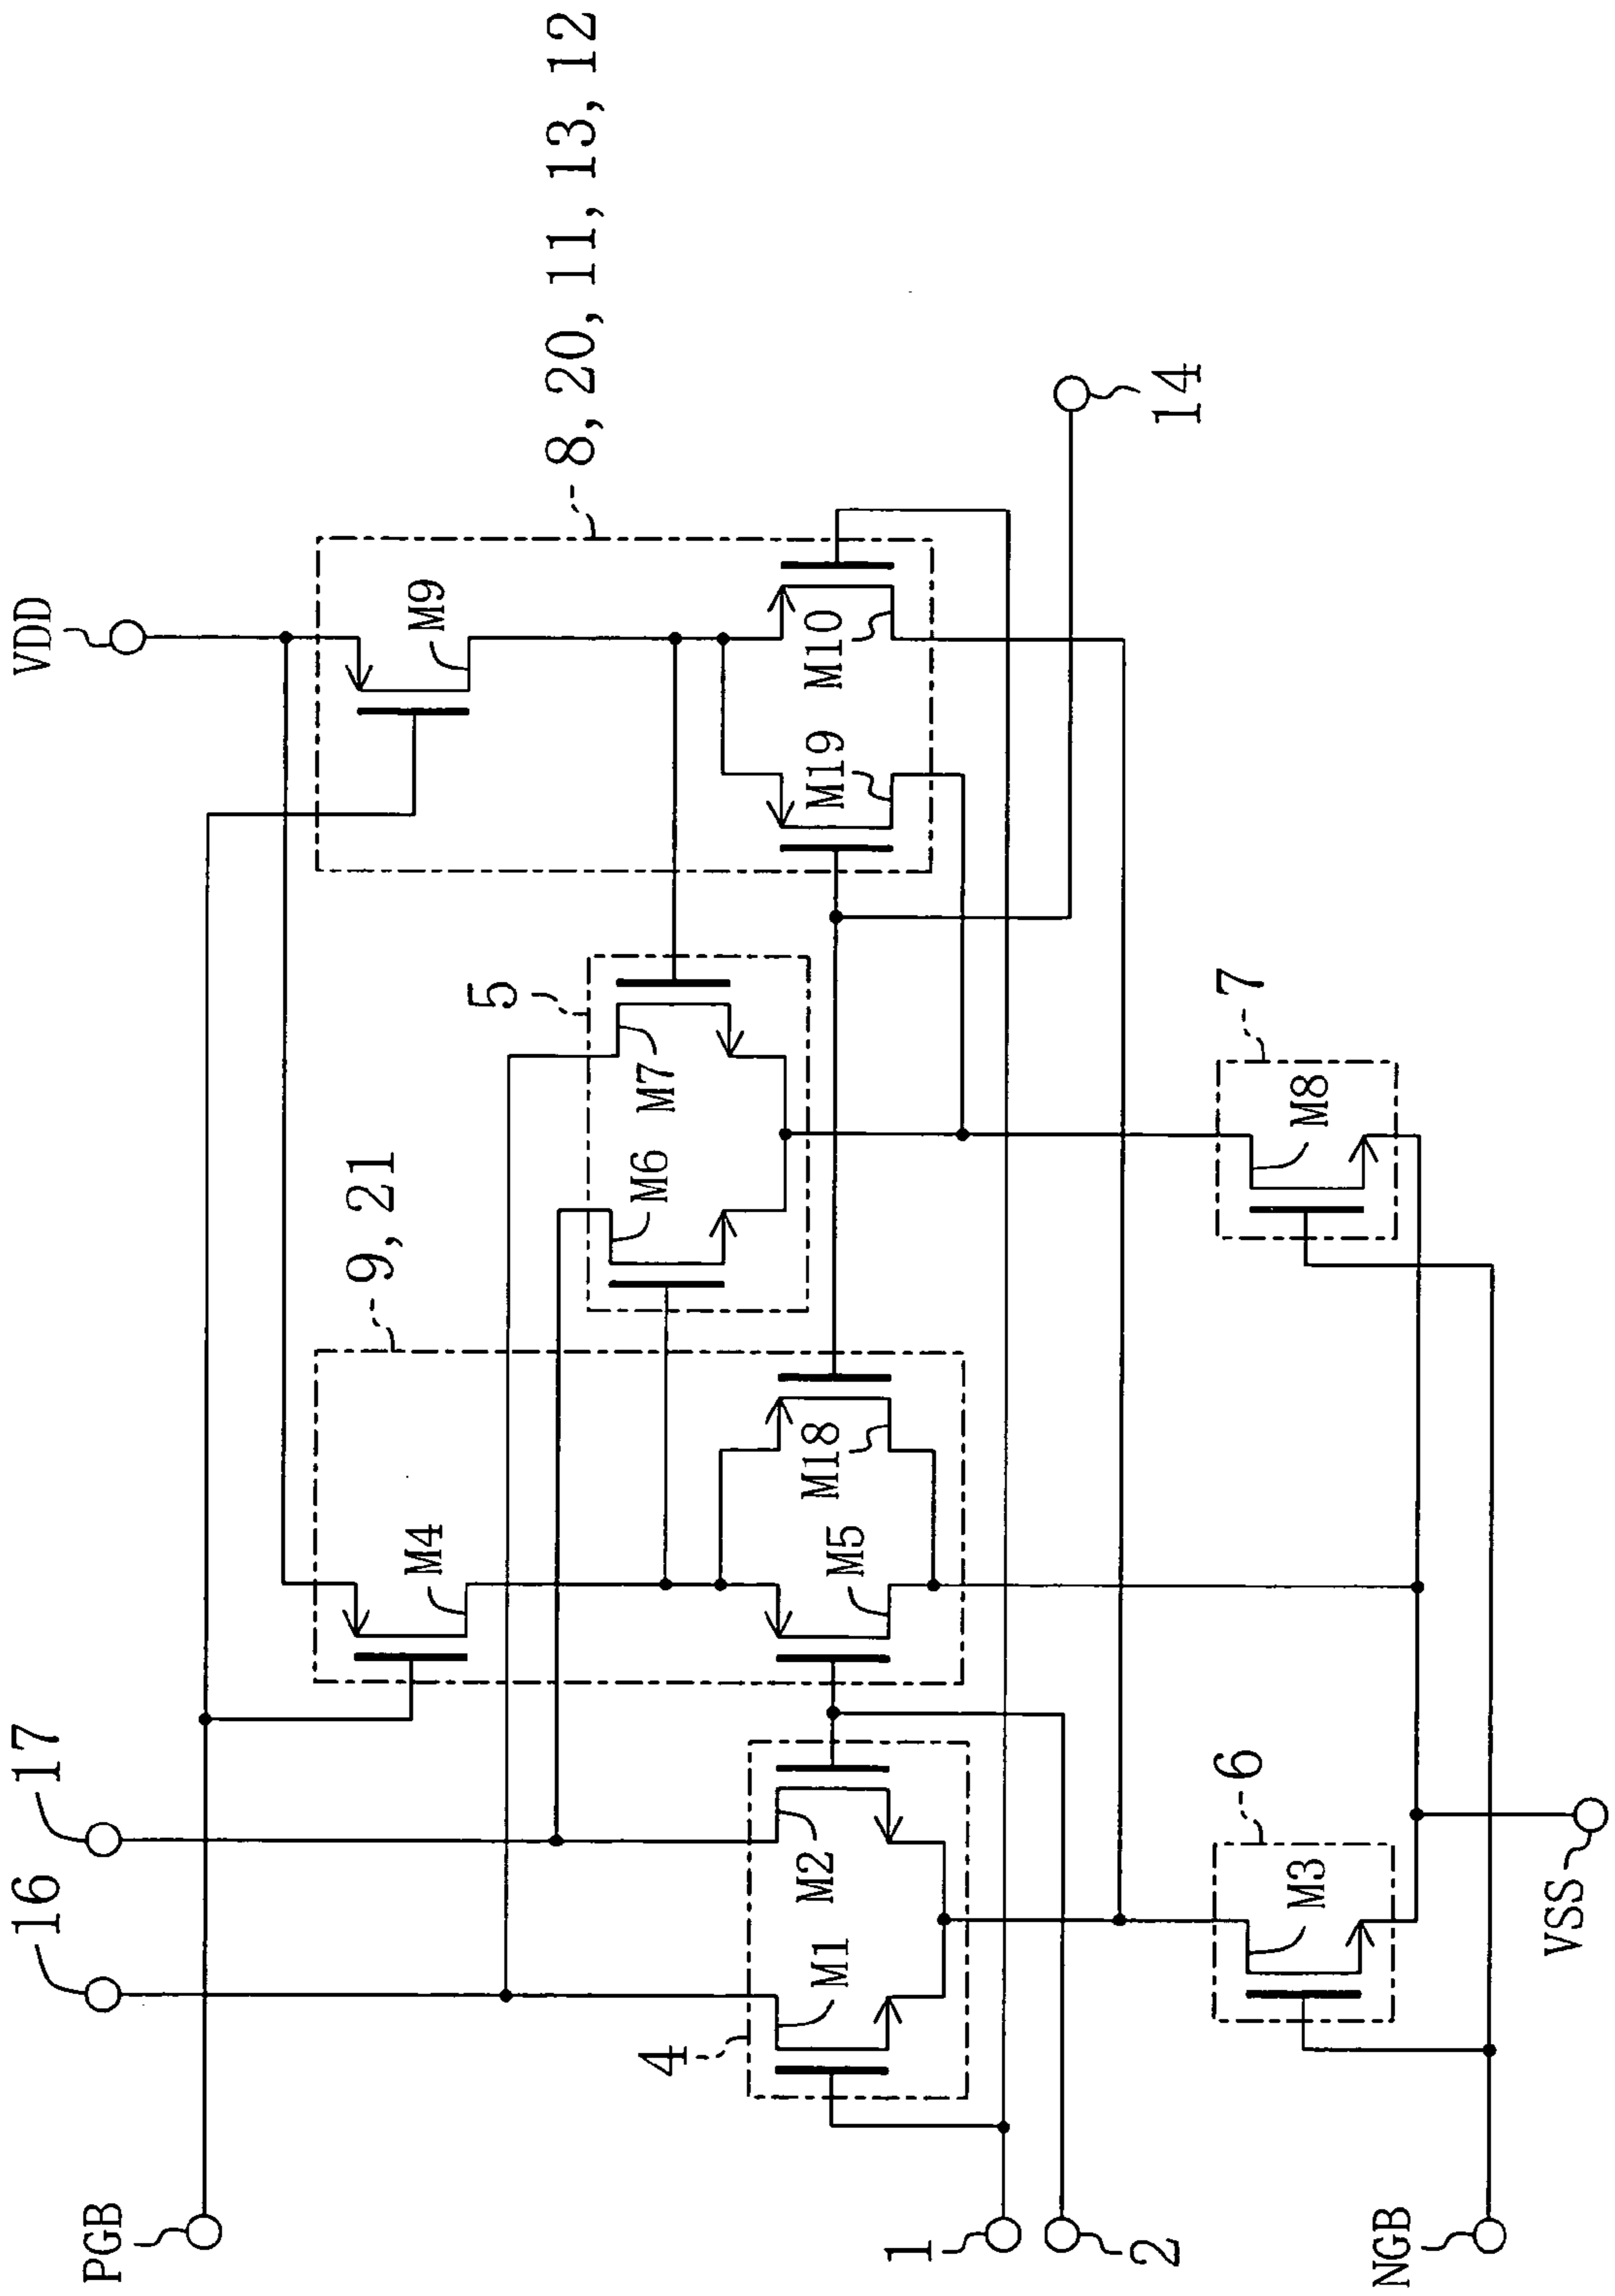 VDD
8, 20, 11, 13, 12
M9
M10
M19
14
5
M7
M6
7
M8
9, 21
M4
M18
M5
17
16
4
M2
M1
6
M3
VSS
PGB
1
2
NGB